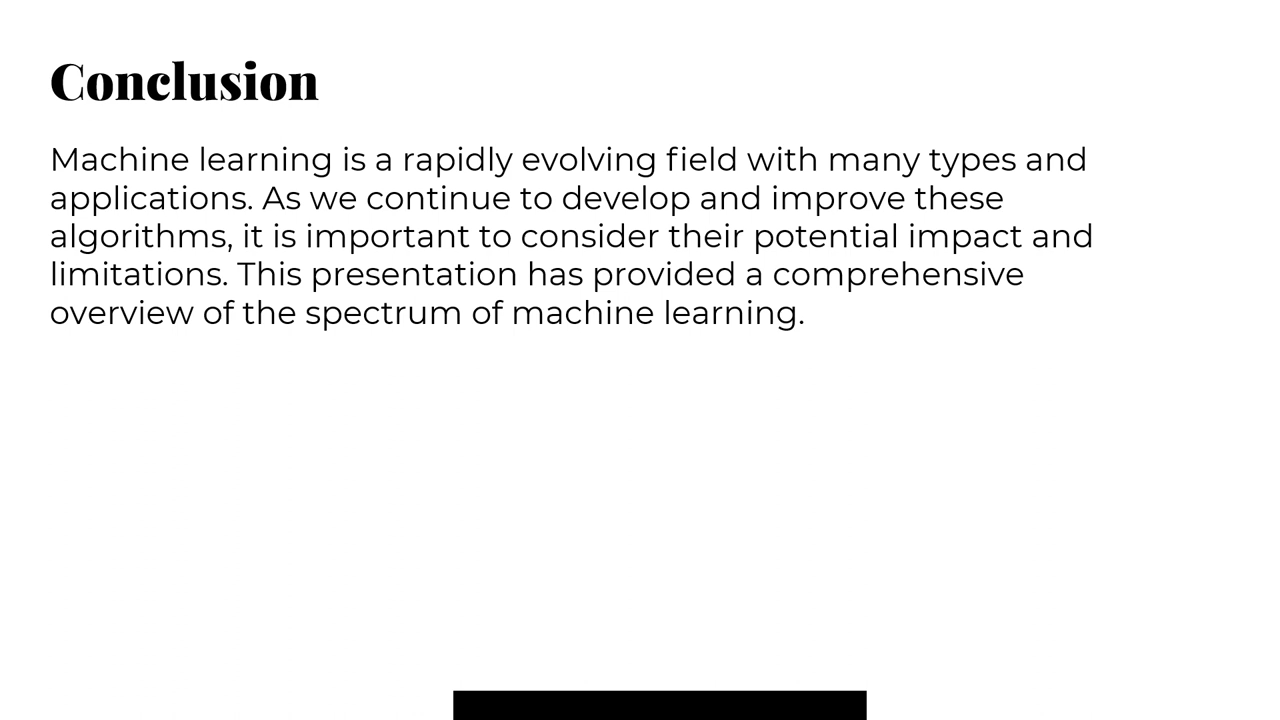 Conclusion
Machine learning is a rapidly evolving field with many types and
applications. As we continue to develop and improve these
algorithms, it is important to consider their potential impact and
limitations. This presentation has provided a comprehensive
overview of the spectrum of machine learning.